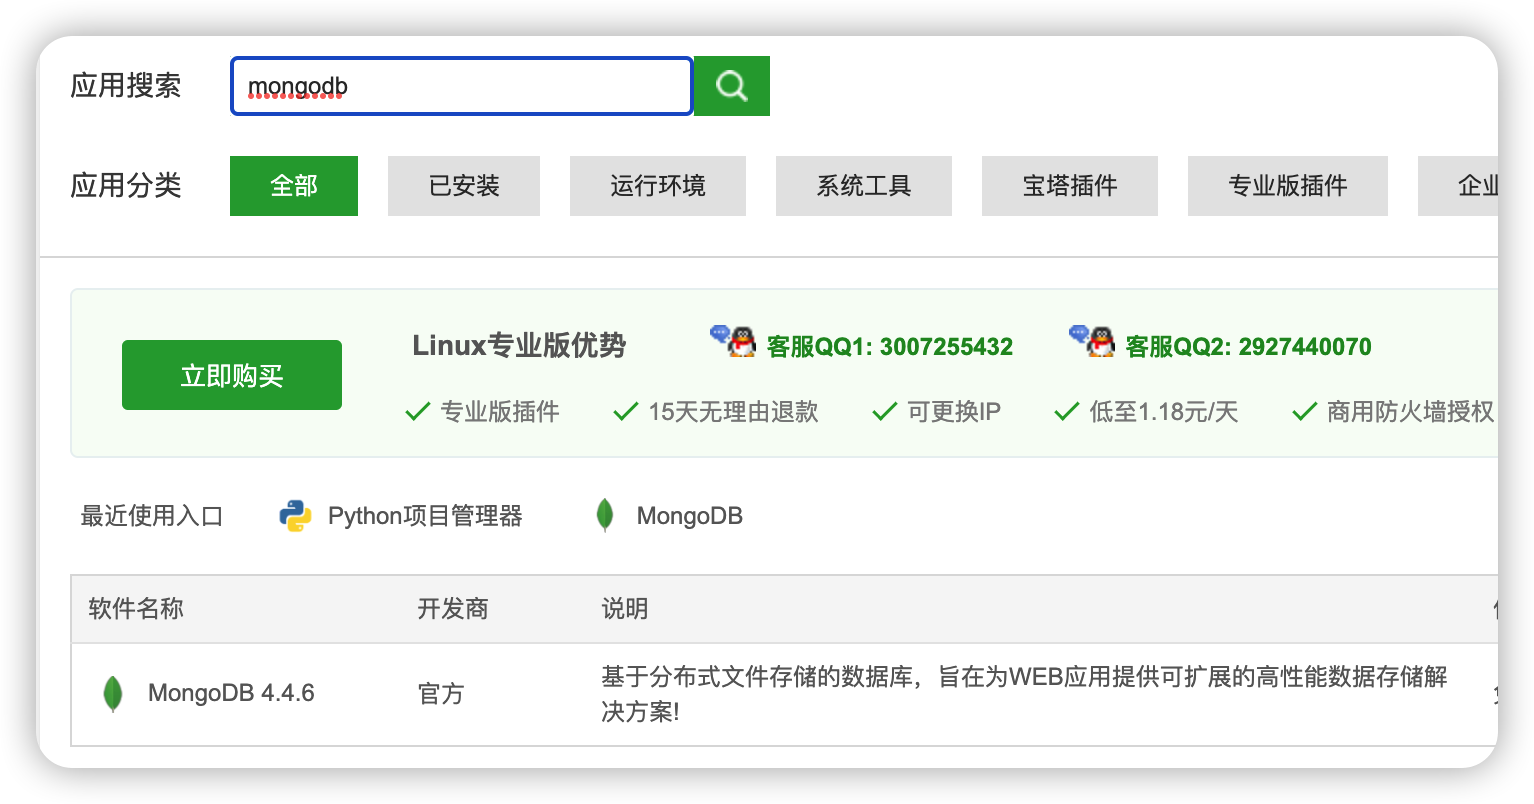 应用搜索 mongodb
应用分类 全部 已安装 运行环境 系统工具 宝塔插件 专业版插件 企业
立即购买
Linux专业版优势 客服QQ1: 3007255432 客服QQ2: 2927440070
专业版插件 15天无理由退款 可更换IP 低至1.18元/天 商用防火墙授权
最近使用入口 Python项目管理器 MongoDB
软件名称 开发商 说明
MongoDB 4.4.6 官方 基于分布式文件存储的数据库，旨在为WEB应用提供可扩展的高性能数据存储解
决方案!